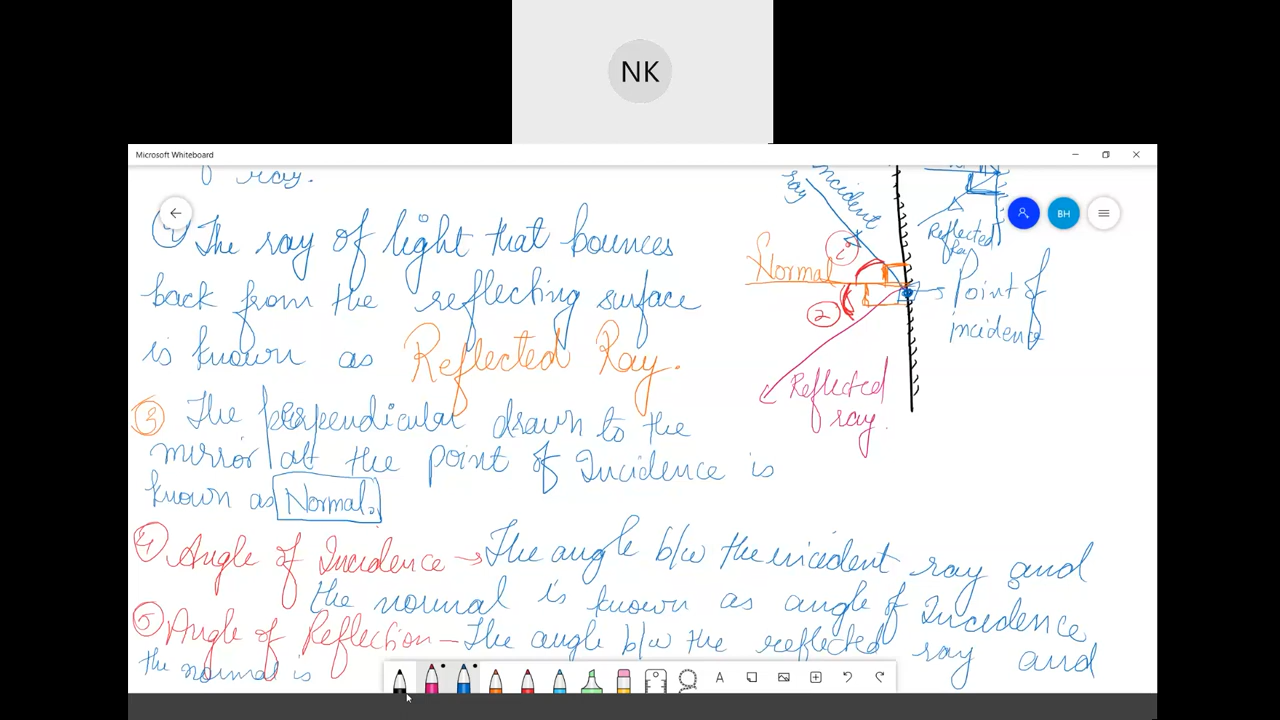 NK
Microsoft Whiteboard
ray.
The ray of light that bounces
back from the reflecting surface
is known as Reflected Ray.
3 The perpendicular drawn to the
mirror at the point of Incidence is
known as Normal.
4 Angle of Incidence → The angle b/w the incident ray and
the normal is known as angle of Incidence
5 Angle of Reflection — The angle b/w the reflected ray and
the normal is
Incident
ray
Normal
i
2
Reflected
ray.
Point of
incidence
Reflected
BH
A